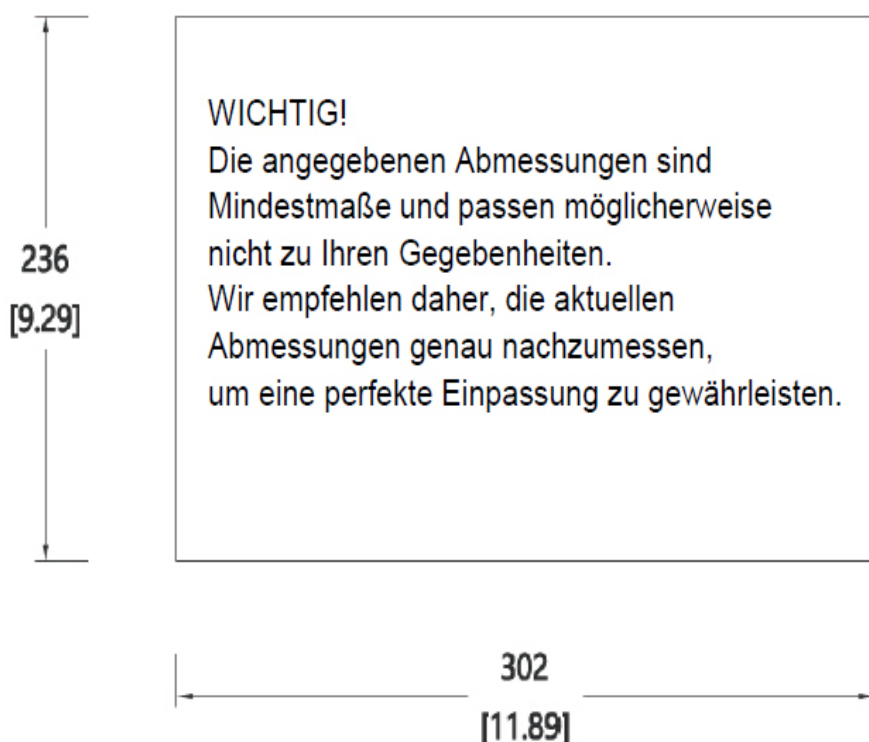 WICHTIG!
Die angegebenen Abmessungen sind
Mindestmaße und passen möglicherweise
nicht zu Ihren Gegebenheiten.
Wir empfehlen daher, die aktuellen
Abmessungen genau nachzumessen,
um eine perfekte Einpassung zu gewährleisten.
236
[9.29]
302
[11.89]